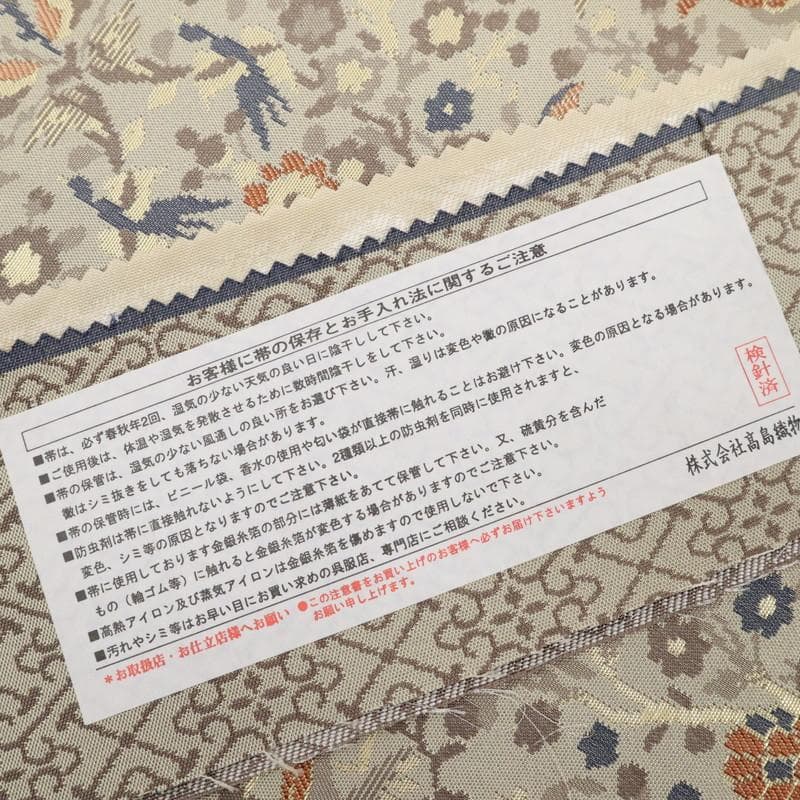 お客様に帯の保存とお手入れ法に関するご注意
■帯は、必ず春秋年2回、湿気の少ない天気の良い日に陰干しして下さい。
■ご使用後は、体温や湿気を発散させるために数時間陰干しをして下さい。
■帯の保管は、湿気の少ない風通しの良い所をお選び下さい。汗、湿りは変色や黴の原因になることがあります。
黴はシミ抜きをしても落ちない場合があります。
■帯の保管時には、ビニール袋、香水の使用や匂い袋が直接帯に触れることはお避け下さい。変色の原因となる場合があります。
■防虫剤は帯に直接触れないようにして下さい。2種類以上の防虫剤を同時に使用されますと、
変色、シミ等の原因となりますのでご注意下さい。
■帯に使用しております金銀糸箔の部分には薄紙をあてて保管して下さい。又、硫黄分を含んだ
もの（輪ゴム等）に触れると金銀糸箔が変色する場合がありますのでご注意下さい。
■高熱アイロン及び蒸気アイロンは金銀糸箔を傷めますので使用しないで下さい。
■汚れやシミ等はお早い目にお買い求めの呉服店、専門店にご相談ください。
＊お取扱店・お仕立店様へお願い ●この注意書をお買い上げのお客様へ必ずお届け下さいますよう
お願い申し上げます。
検針済
株式会社高島織物